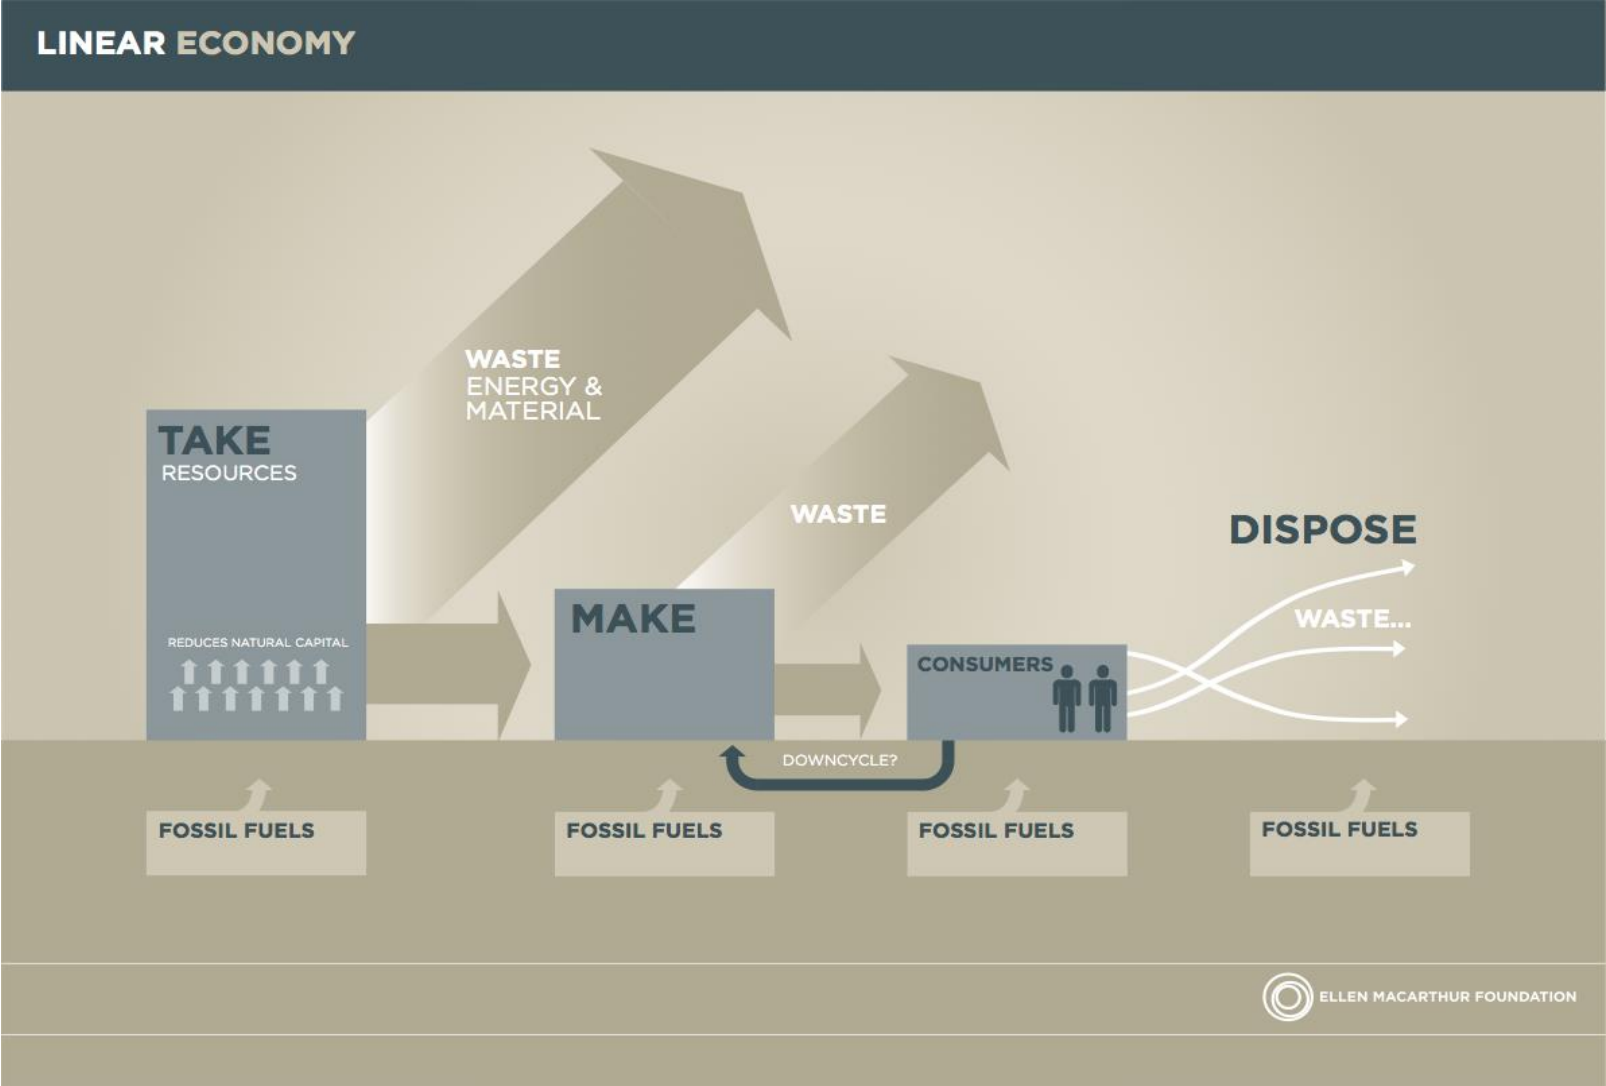 LINEAR ECONOMY
WASTE
ENERGY &
MATERIAL
TAKE
RESOURCES
REDUCES NATURAL CAPITAL
WASTE
MAKE
CONSUMERS
DISPOSE
WASTE...
DOWNCYCLE?
FOSSIL FUELS
FOSSIL FUELS
FOSSIL FUELS
FOSSIL FUELS
ELLEN MACARTHUR FOUNDATION